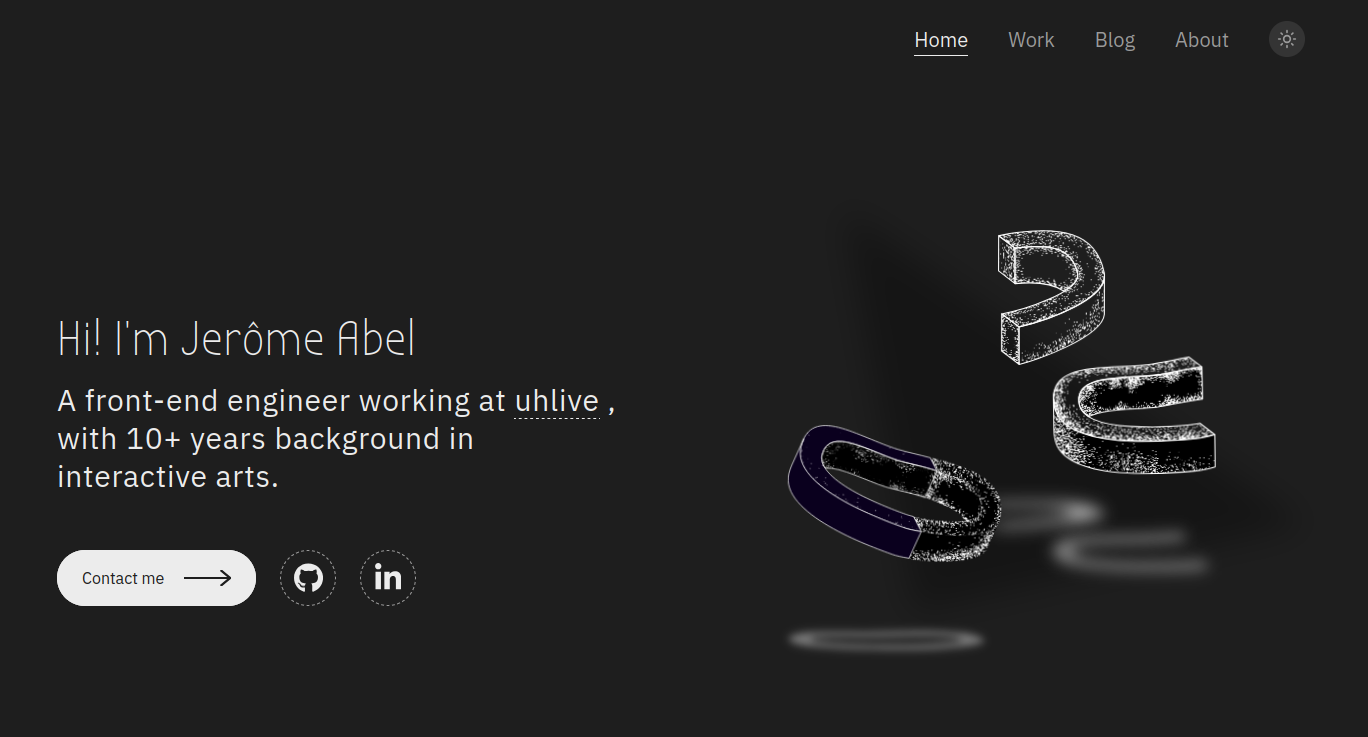 Home Work Blog About
Hi! I'm Jerôme Abel
A front-end engineer working at uhlive ,
with 10+ years background in
interactive arts.
Contact me
in